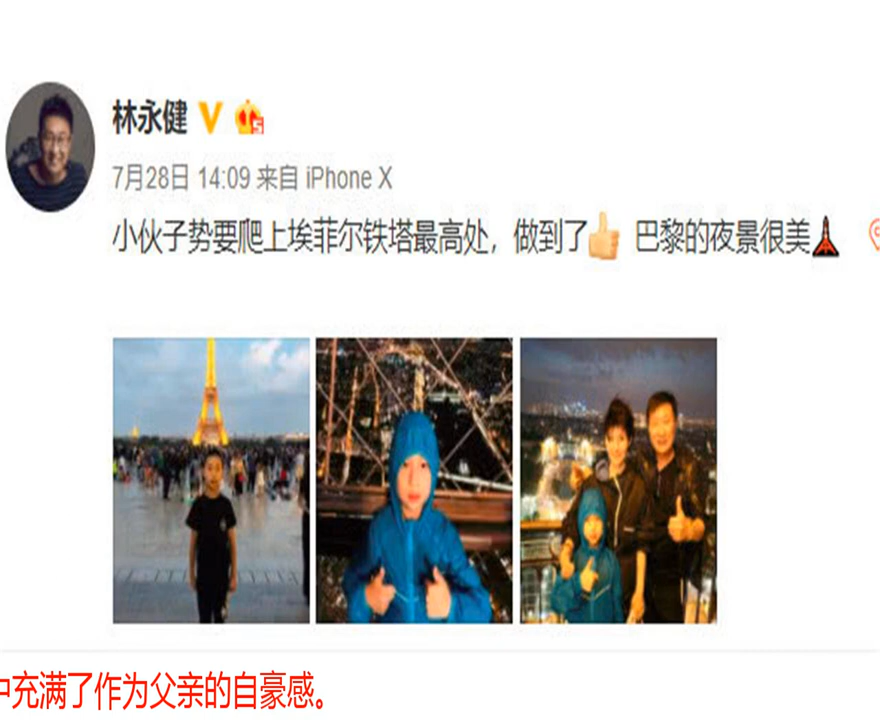 林永健
7月28日 14:09 来自 iPhone X
小伙子势要爬上埃菲尔铁塔最高处，做到了 巴黎的夜景很美
充满了作为父亲的自豪感。